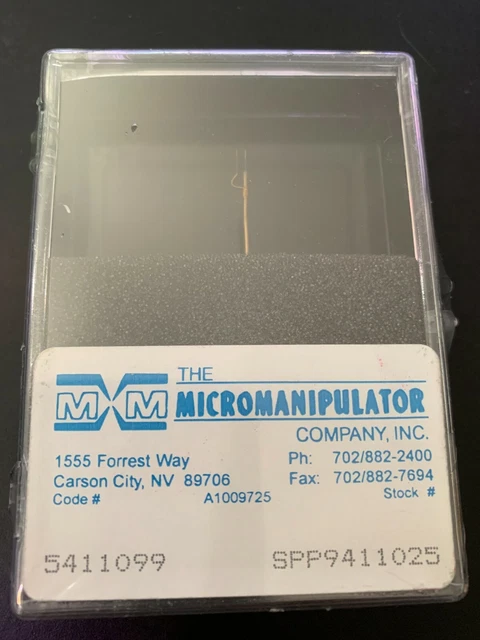 THE
MXM MICROMANIPULATOR
COMPANY, INC.
1555 Forrest Way Ph: 702/882-2400
Carson City, NV 89706 Fax: 702/882-7694
Code # A1009725 Stock #
5411099 SPP9411025